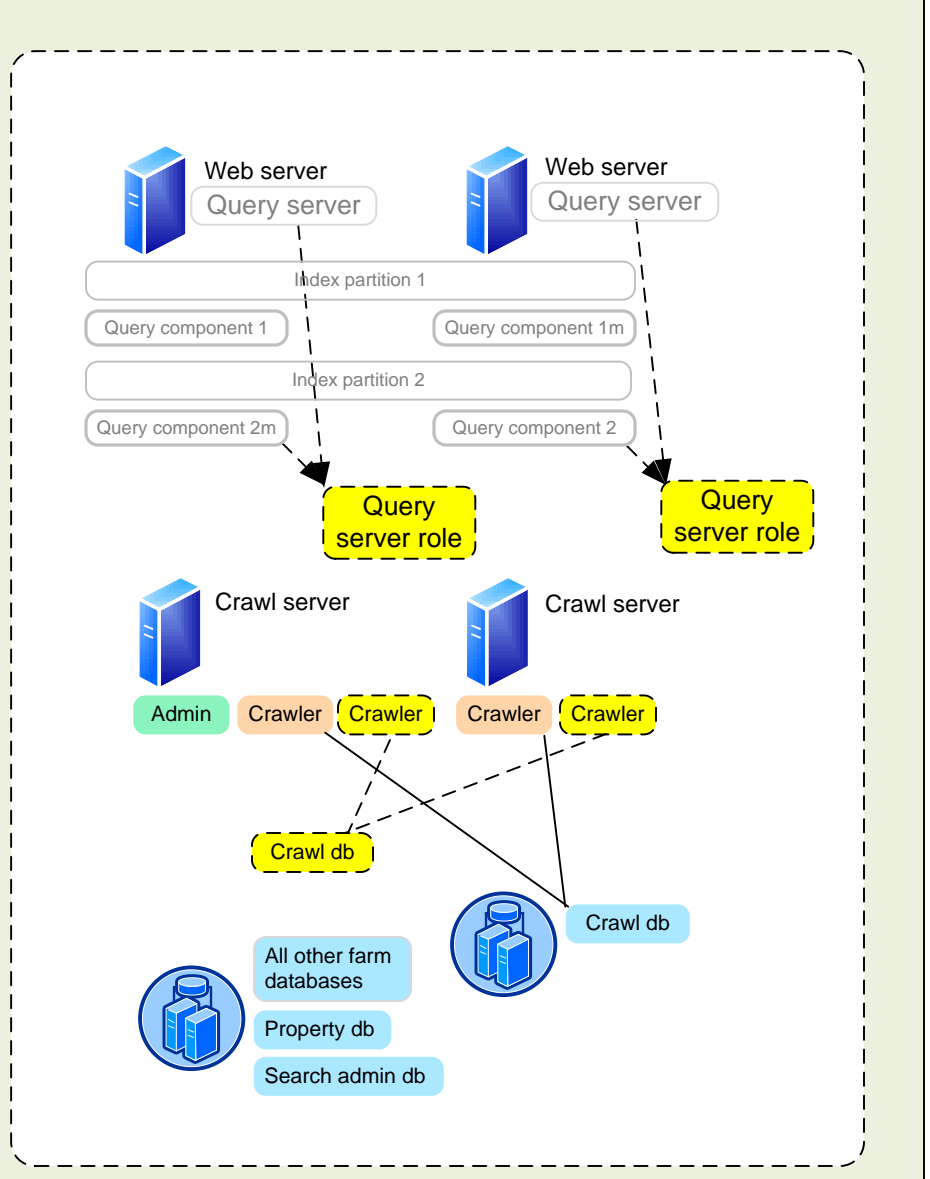 Web server
Query server
Web server
Query server
Index partition 1
Query component 1
Query component 1m
Index partition 2
Query component 2m
Query component 2
Query
server role
Query
server role
Crawl server
Crawl server
Admin
Crawler
Crawler
Crawler
Crawler
Crawl db
Crawl db
All other farm
databases
Property db
Search admin db